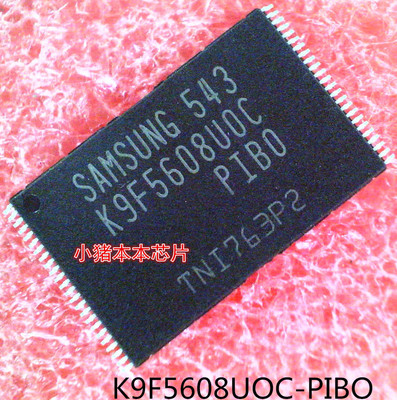 SAMSUNG 543
K9F5608U0C
PIB0
TNI763P2
小猪本本芯片
K9F5608UOC-PIBO